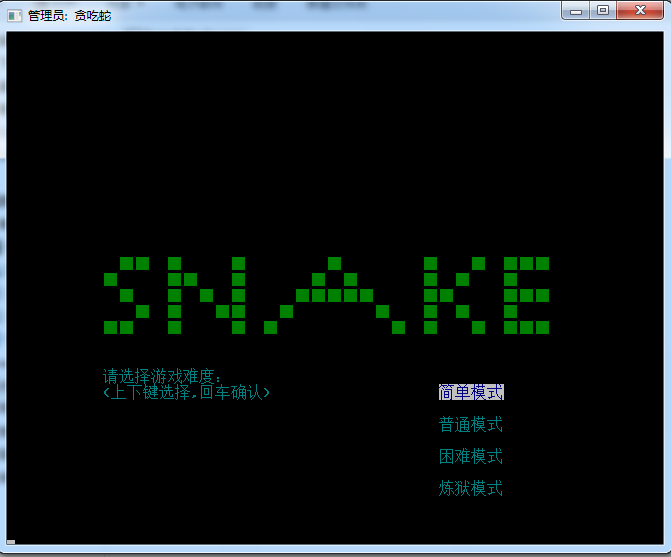 管理员: 贪吃蛇
SNAKE
请选择游戏难度:
(上下键选择,回车确认)
简单模式
普通模式
困难模式
炼狱模式